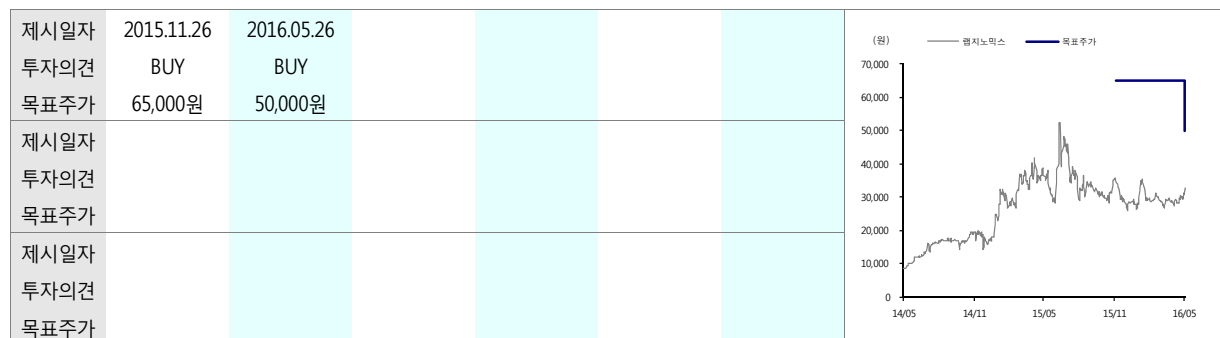 제시일자 2015.11.26 2016.05.26
투자의견 BUY BUY
목표주가 65,000원 50,000원
제시일자
투자의견
목표주가
제시일자
투자의견
목표주가
(원)
랩지노믹스 목표주가
70,000
60,000
50,000
40,000
30,000
20,000
10,000
0
14/05 14/11 15/05 15/11 16/05